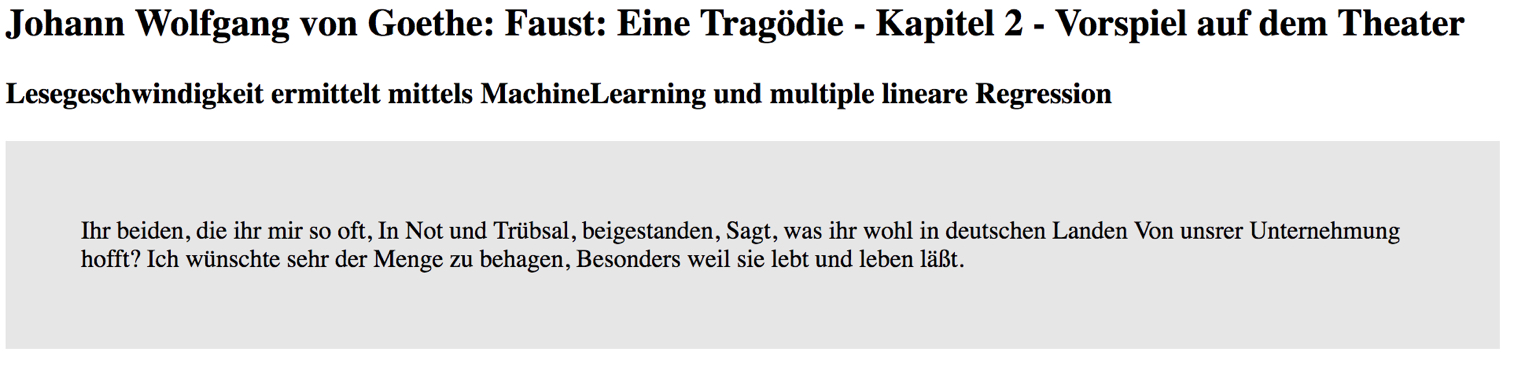 Johann Wolfgang von Goethe: Faust: Eine Tragödie - Kapitel 2 - Vorspiel auf dem Theater
Lesegeschwindigkeit ermittelt mittels MachineLearning und multiple lineare Regression
Ihr beiden, die ihr mir so oft, In Not und Trübsal, beigestanden, Sagt, was ihr wohl in deutschen Landen Von unsrer Unternehmung
hofft? Ich wünschte sehr der Menge zu behagen, Besonders weil sie lebt und leben läßt.